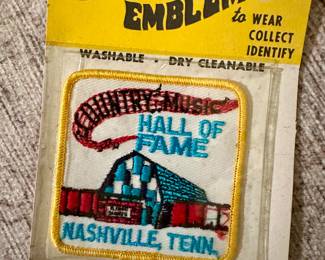 EMBLEM
to WEAR
COLLECT
IDENTIFY
WASHABLE · DRY CLEANABLE
COUNTRY MUSIC
HALL OF
FAME
NASHVILLE, TENN.